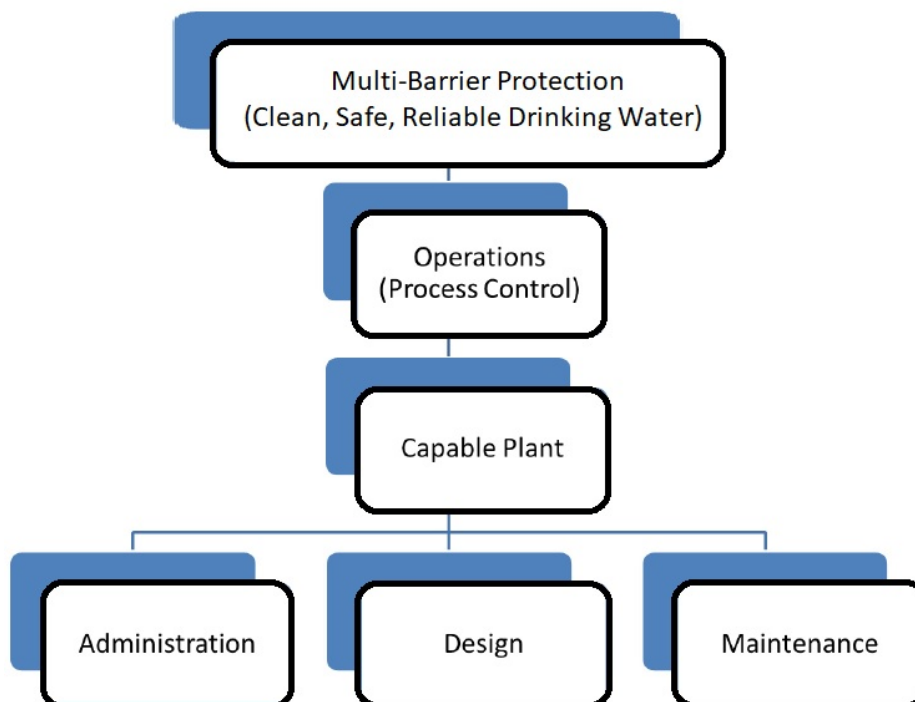 Multi-Barrier Protection
(Clean, Safe, Reliable Drinking Water)
Operations
(Process Control)
Capable Plant
Administration
Design
Maintenance